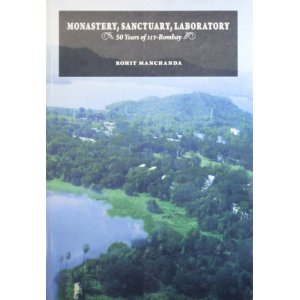 MONASTERY, SANCTUARY, LABORATORY
50 Years of IIT-Bombay
ROHIT MANCHANDA